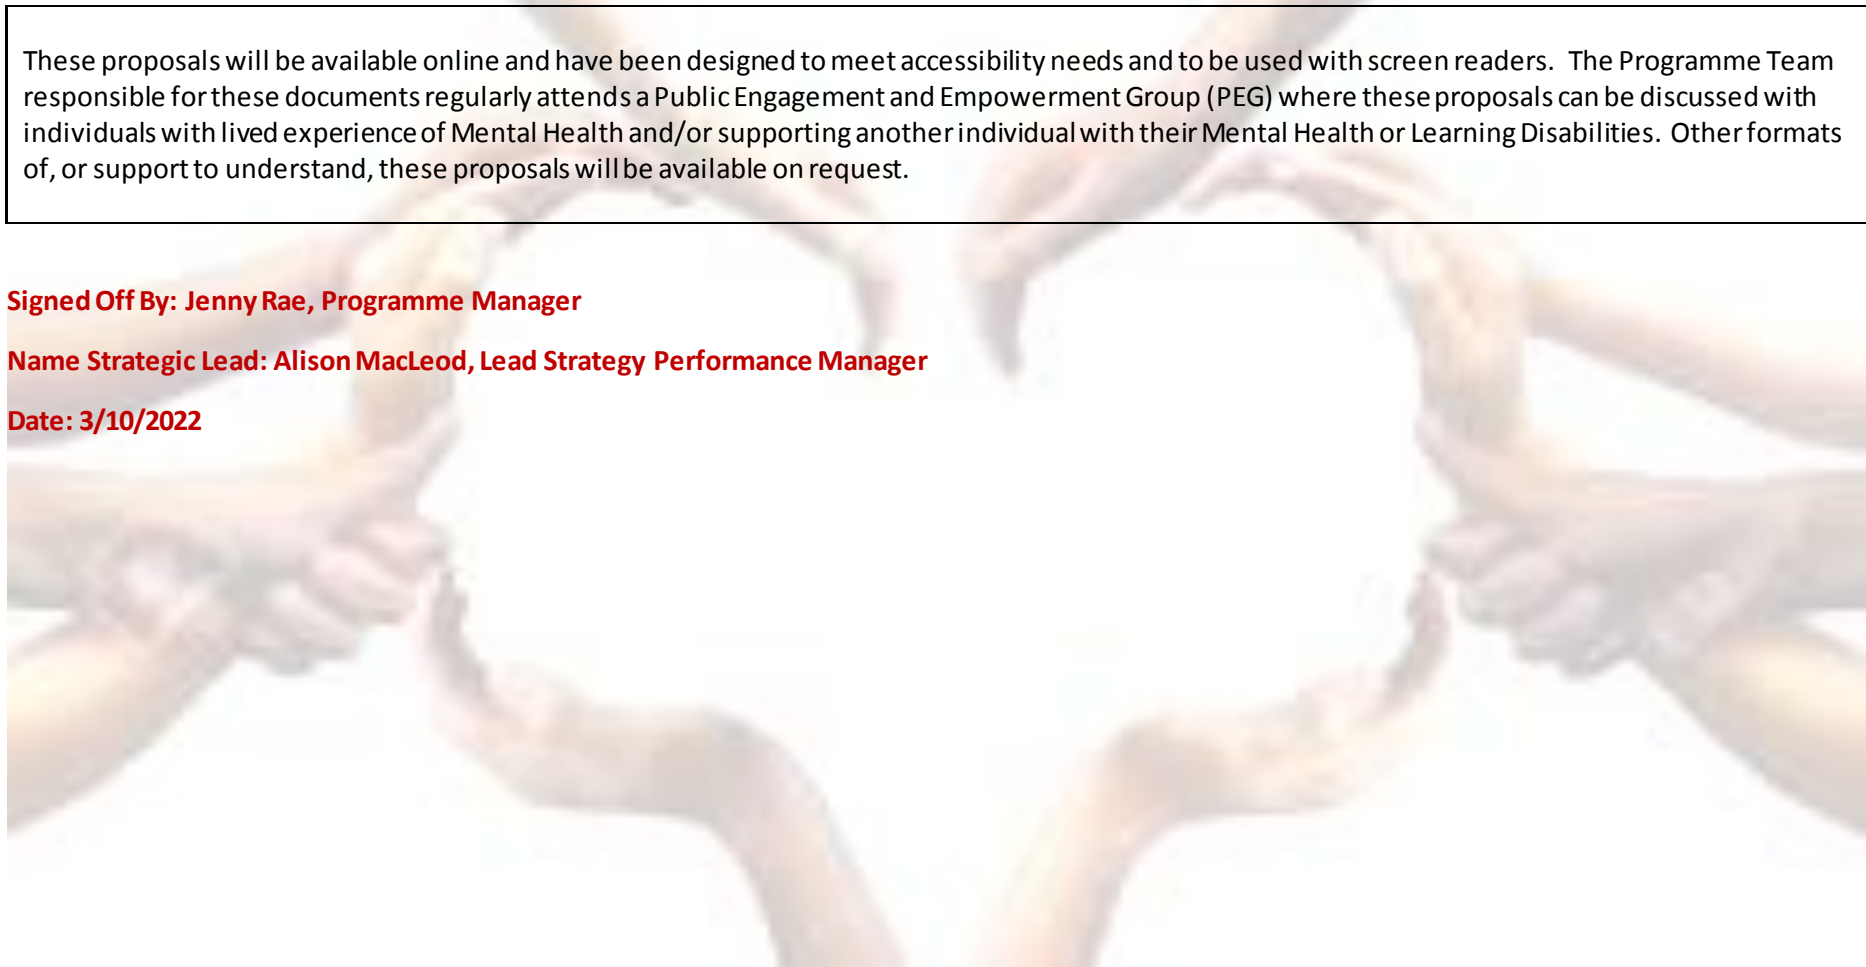 These proposals will be available online and have been designed to meet accessibility needs and to be used with screen readers.  The Programme Team
responsible for these documents regularly attends a Public Engagement and Empowerment Group (PEG) where these proposals can be discussed with
individuals with lived experience of Mental Health and/or supporting another individual with their Mental Health or Learning Disabilities.  Other formats
of, or support to understand, these proposals will be available on request.
Signed Off By: Jenny Rae, Programme Manager
Name Strategic Lead: Alison MacLeod, Lead Strategy Performance Manager
Date: 3/10/2022